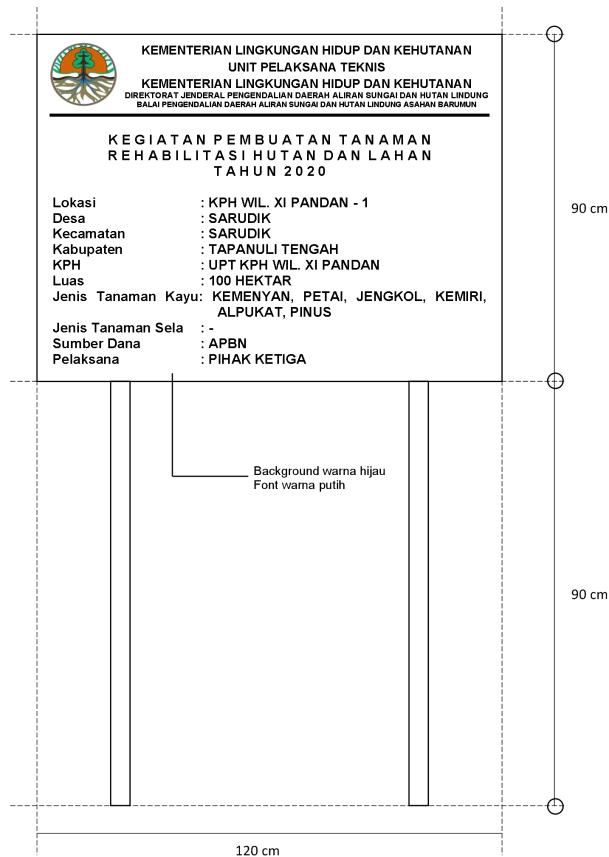 KEMENTERIAN LINGKUNGAN HIDUP DAN KEHUTANAN
UNIT PELAKSANA TEKNIS
KEMENTERIAN LINGKUNGAN HIDUP DAN KEHUTANAN
DIREKTORAT JENDERAL PENGENDALIAN DAERAH ALIRAN SUNGAI DAN HUTAN LINDUNG
BALAI PENGENDALIAN DAERAH ALIRAN SUNGAI DAN HUTAN LINDUNG ASAHAN BARUMUN
KEGIATAN PEMBUATAN TANAMAN
REHABILITASI HUTAN DAN LAHAN
TAHUN 2020
Lokasi : KPH WIL. XI PANDAN - 1
Desa : SARUDIK
Kecamatan : SARUDIK
Kabupaten : TAPANULI TENGAH
KPH : UPT KPH WIL. XI PANDAN
Luas : 100 HEKTAR
Jenis Tanaman Kayu: KEMENYAN, PETAI, JENGKOL, KEMIRI,
ALPUKAT, PINUS
Jenis Tanaman Sela : -
Sumber Dana : APBN
Pelaksana : PIHAK KETIGA
90 cm
Background warna hijau
Font warna putih
90 cm
120 cm